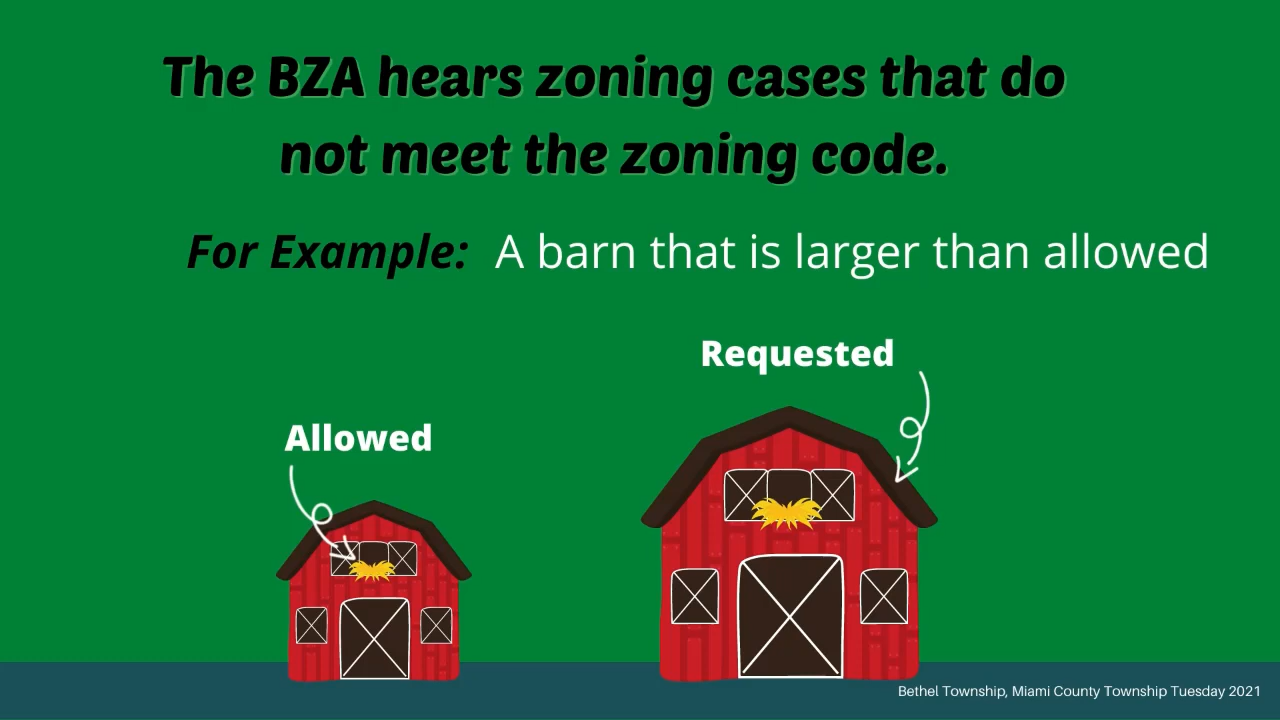 The BZA hears zoning cases that do
not meet the zoning code.
For Example: A barn that is larger than allowed
Requested
Allowed
Bethel Township, Miami County Township Tuesday 2021